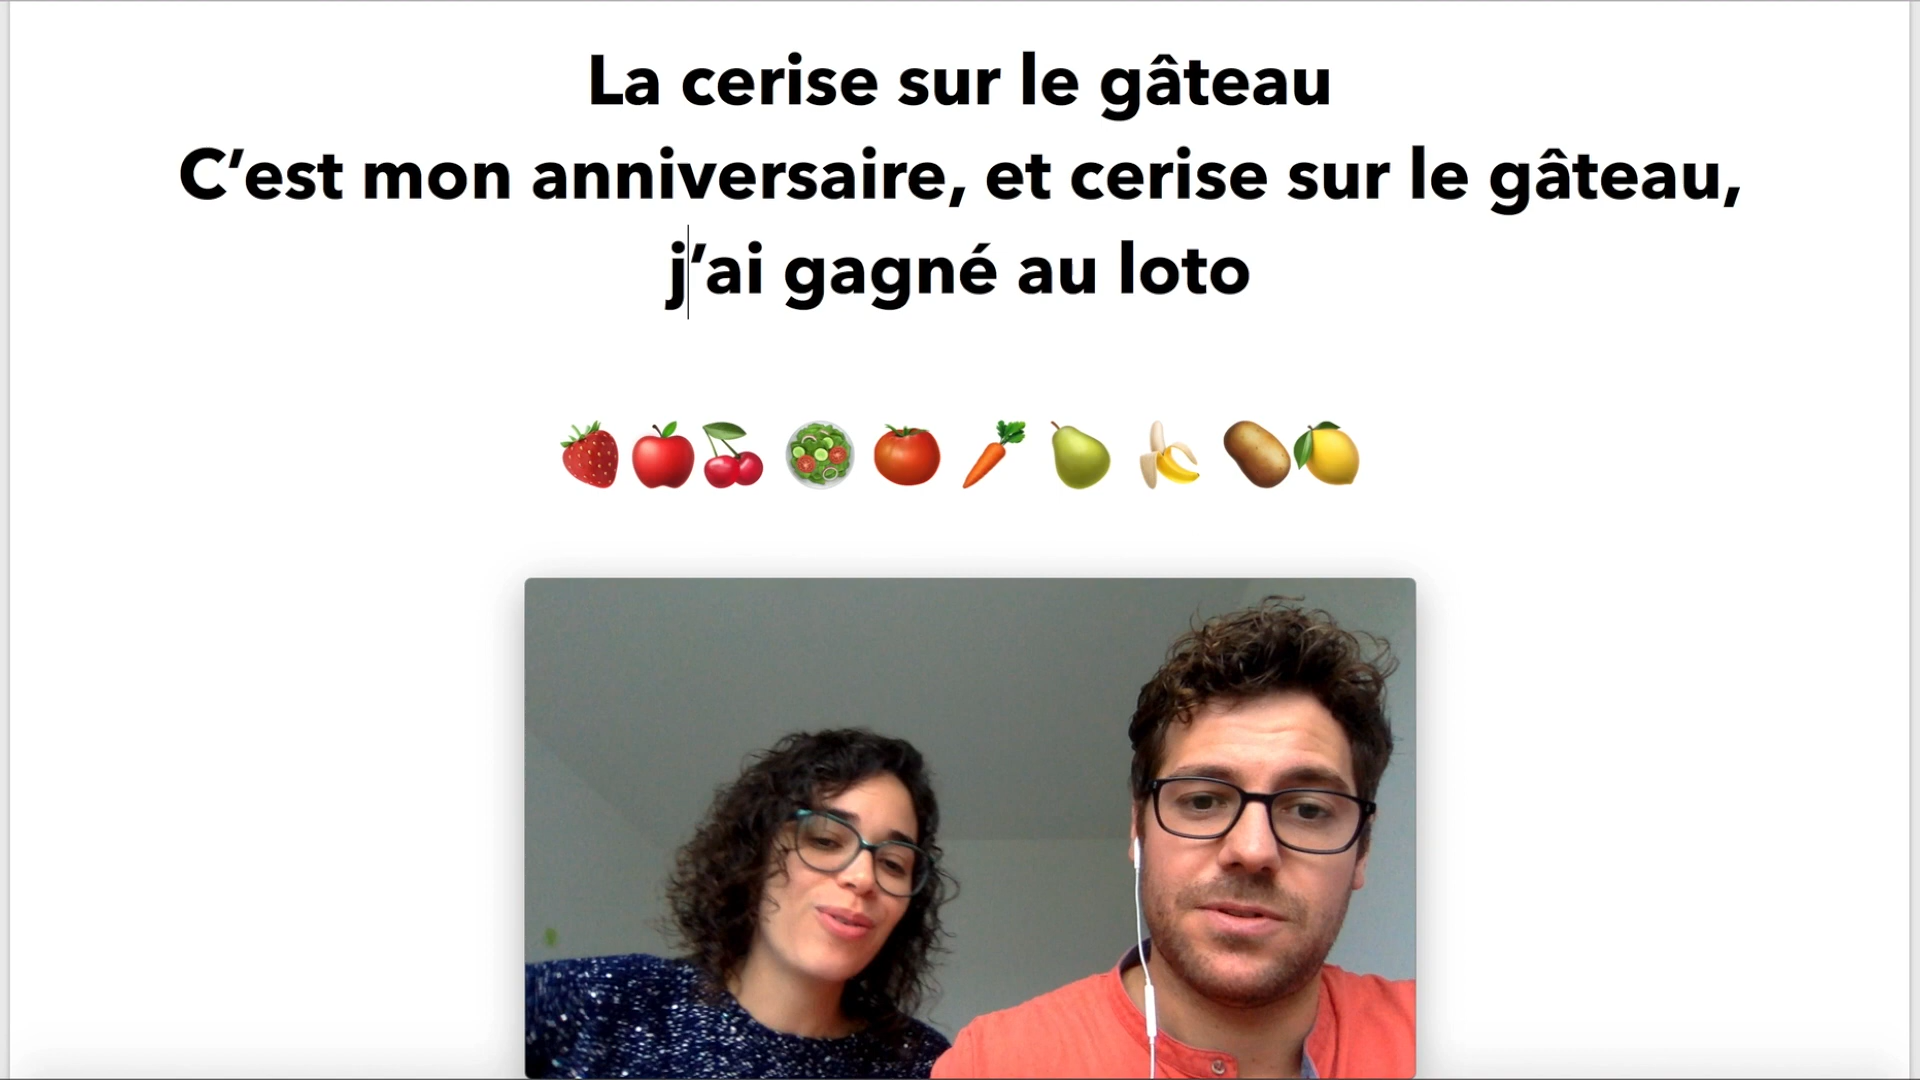 La cerise sur le gâteau
C’est mon anniversaire, et cerise sur le gâteau,
j’ai gagné au loto